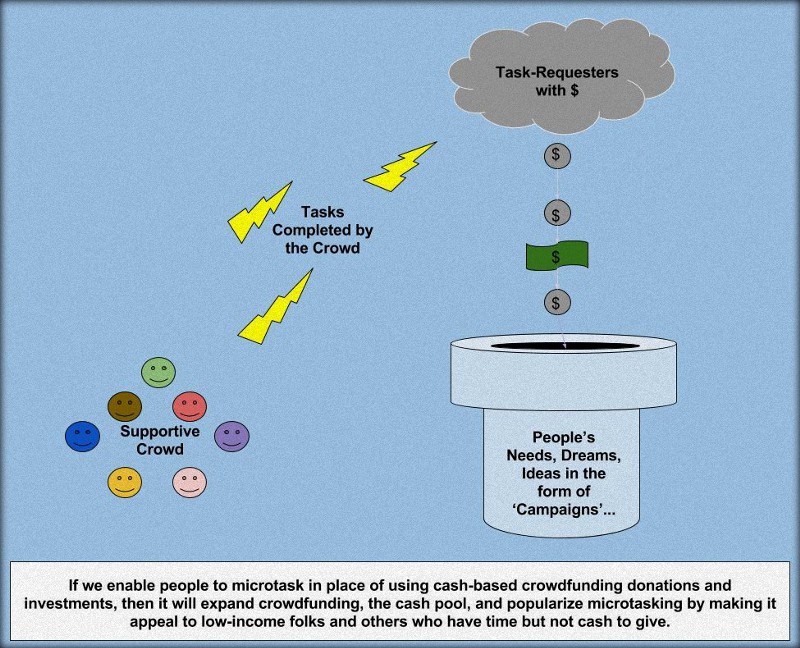 Task-Requesters
with $
$
$
$
$
Tasks
Completed by
the Crowd
Supportive
Crowd
People's
Needs, Dreams,
Ideas in the
form of
‘Campaigns’...
If we enable people to microtask in place of using cash-based crowdfunding donations and
investments, then it will expand crowdfunding, the cash pool, and popularize microtasking by making it
appeal to low-income folks and others who have time but not cash to give.